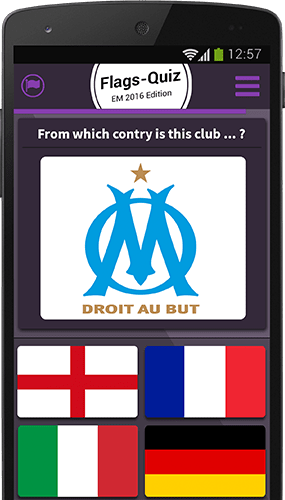 12:57
Flags-Quiz
EM 2016 Edition
From which contry is this club ... ?
DROIT AU BUT